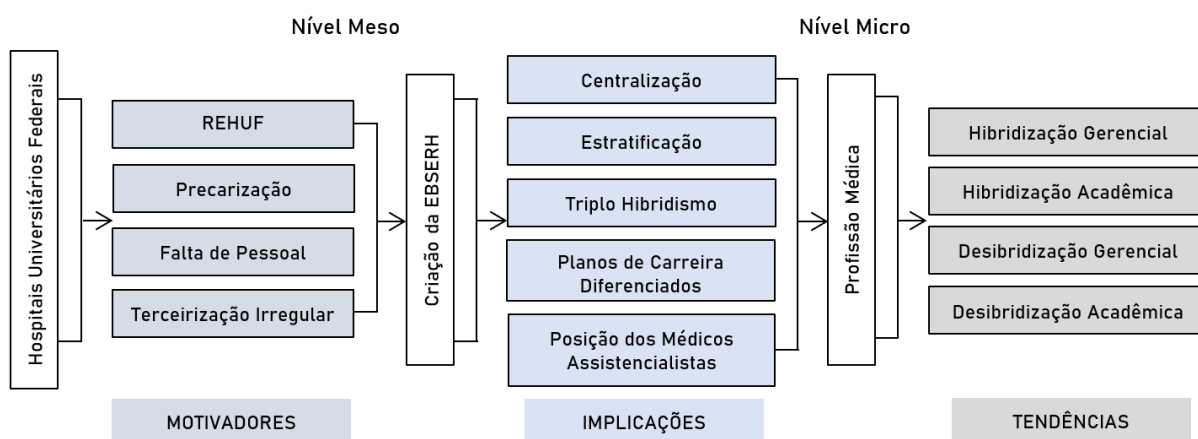 Nível Meso
Nível Micro
Hospitais Universitários Federais
REHUF
Precarização
Falta de Pessoal
Terceirização Irregular
MOTIVADORES
Criação da EBSERH
Centralização
Estratificação
Triplo Hibridismo
Planos de Carreira
Diferenciados
Posição dos Médicos
Assistencialistas
IMPLICAÇÕES
Profissão Médica
Hibridização Gerencial
Hibridização Acadêmica
Desibridização Gerencial
Desibridização Acadêmica
TENDÊNCIAS